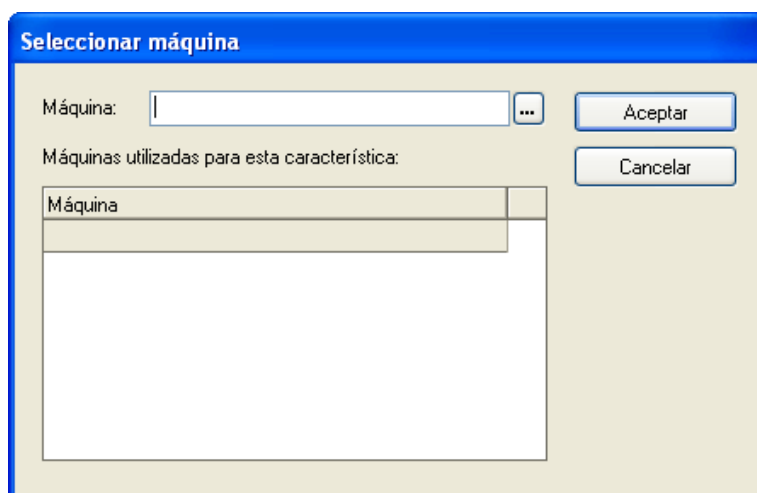 Seleccionar máquina
Máquina: ...
Aceptar
Máquinas utilizadas para esta característica:
Cancelar
Máquina